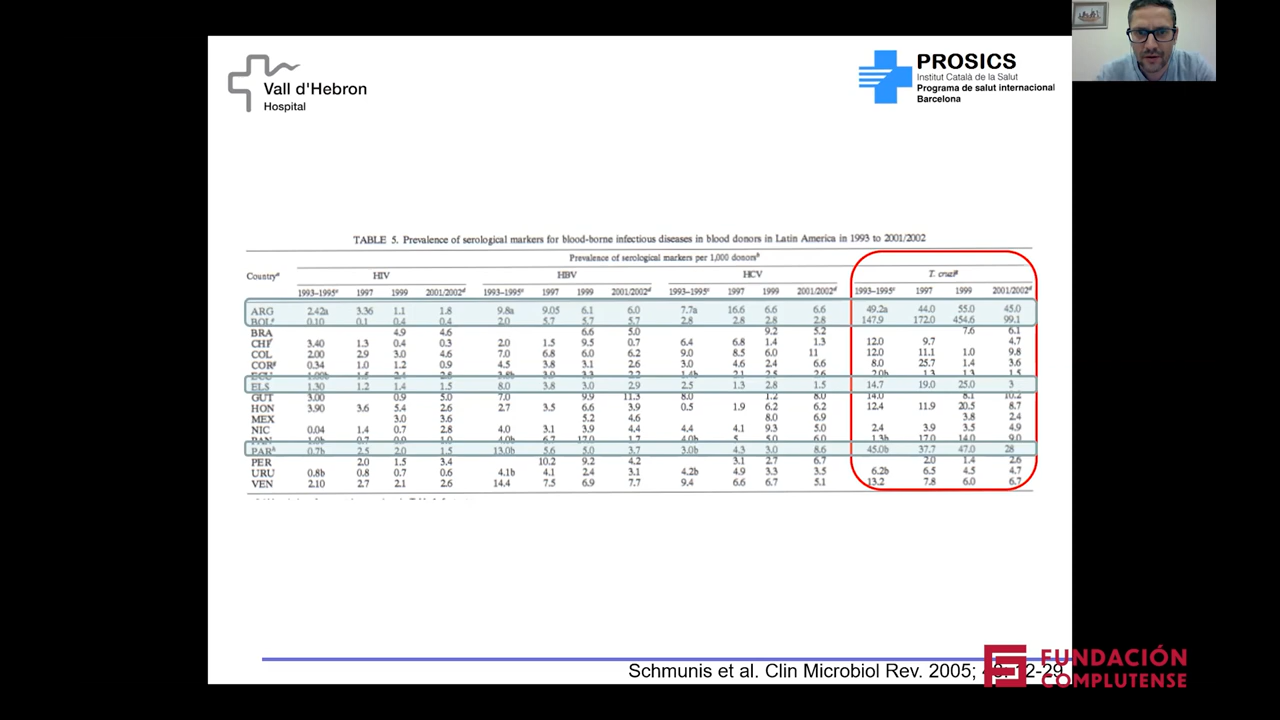 Vall d'Hebron
Hospital
PROSICS
Institut Català de la Salut
Programa de salut internacional
Barcelona
TABLE 5. Prevalence of serological markers for blood-borne infectious diseases in blood donors in Latin America in 1993 to 2001/2002
Prevalence of serological markers per 1,000 donors
Country HIV HBV HCV T. cruzi
1993–1995 1997 1999 2001/2002 1993–1995 1997 1999 2001/2002 1993–1995 1997 1999 2001/2002 1993–1995 1997 1999 2001/2002
ARG 2.42a 3.36 1.1 1.8 9.8a 9.05 6.1 6.0 7.7a 16.6 6.6 6.6 49.2a 44.0 55.0 45.0
BOL 0.10 0.1 0.4 0.4 2.0 5.7 5.7 5.7 2.8 2.8 2.8 2.8 147.9 172.0 454.6 99.1
BRA 4.9 4.6 6.6 5.0 9.2 5.2 7.6 6.1
CHI 3.40 1.3 0.4 0.3 2.0 1.5 9.5 0.7 6.4 6.8 1.4 1.3 12.0 9.7 4.7
COL 2.00 2.9 3.0 4.6 7.0 6.8 6.0 6.2 9.0 8.5 6.0 11 12.0 11.1 1.0 9.8
COR 0.34 1.0 1.2 0.9 4.5 3.8 3.1 2.6 3.0 4.6 2.4 6.6 8.0 25.7 1.4 3.6
ELS 1.30 1.2 1.4 1.5 8.0 4.0 3.0 2.9 2.5 1.3 2.8 1.5 14.7 19.0 25.0 3
GUT 3.00 0.9 5.0 7.0 9.9 11.3 8.0 1.2 8.0 14.0 8.1 10.2
HON 3.90 3.6 5.4 2.6 2.7 3.5 6.6 3.9 0.5 1.9 6.2 6.2 12.4 11.9 20.5 8.7
MEX 3.0 3.6 5.2 4.6 8.0 6.9 3.8 2.4
NIC 0.04 1.4 0.7 2.8 4.0 3.1 3.9 4.4 4.4 4.1 9.3 5.0 2.4 3.9 3.5 4.9
PAR 0.7b 2.5 2.0 1.5 13.0b 5.6 5.0 3.7 3.0b 4.3 3.0 8.6 45.0b 37.7 47.0 28
PER 2.0 1.5 3.4 10.2 9.2 4.2 3.1 2.7 6.7 2.0 1.4 2.6
URU 0.8b 0.8 0.7 0.6 4.1b 4.1 2.4 3.1 4.2b 4.9 3.3 3.5 6.2b 6.5 4.5 4.7
VEN 2.10 2.7 2.1 2.6 14.4 7.5 6.9 7.7 9.4 6.6 6.7 5.1 13.2 7.8 6.0 6.7
Schmunis et al. Clin Microbiol Rev. 2005;
FUNDACIÓN
COMPLUTENSE